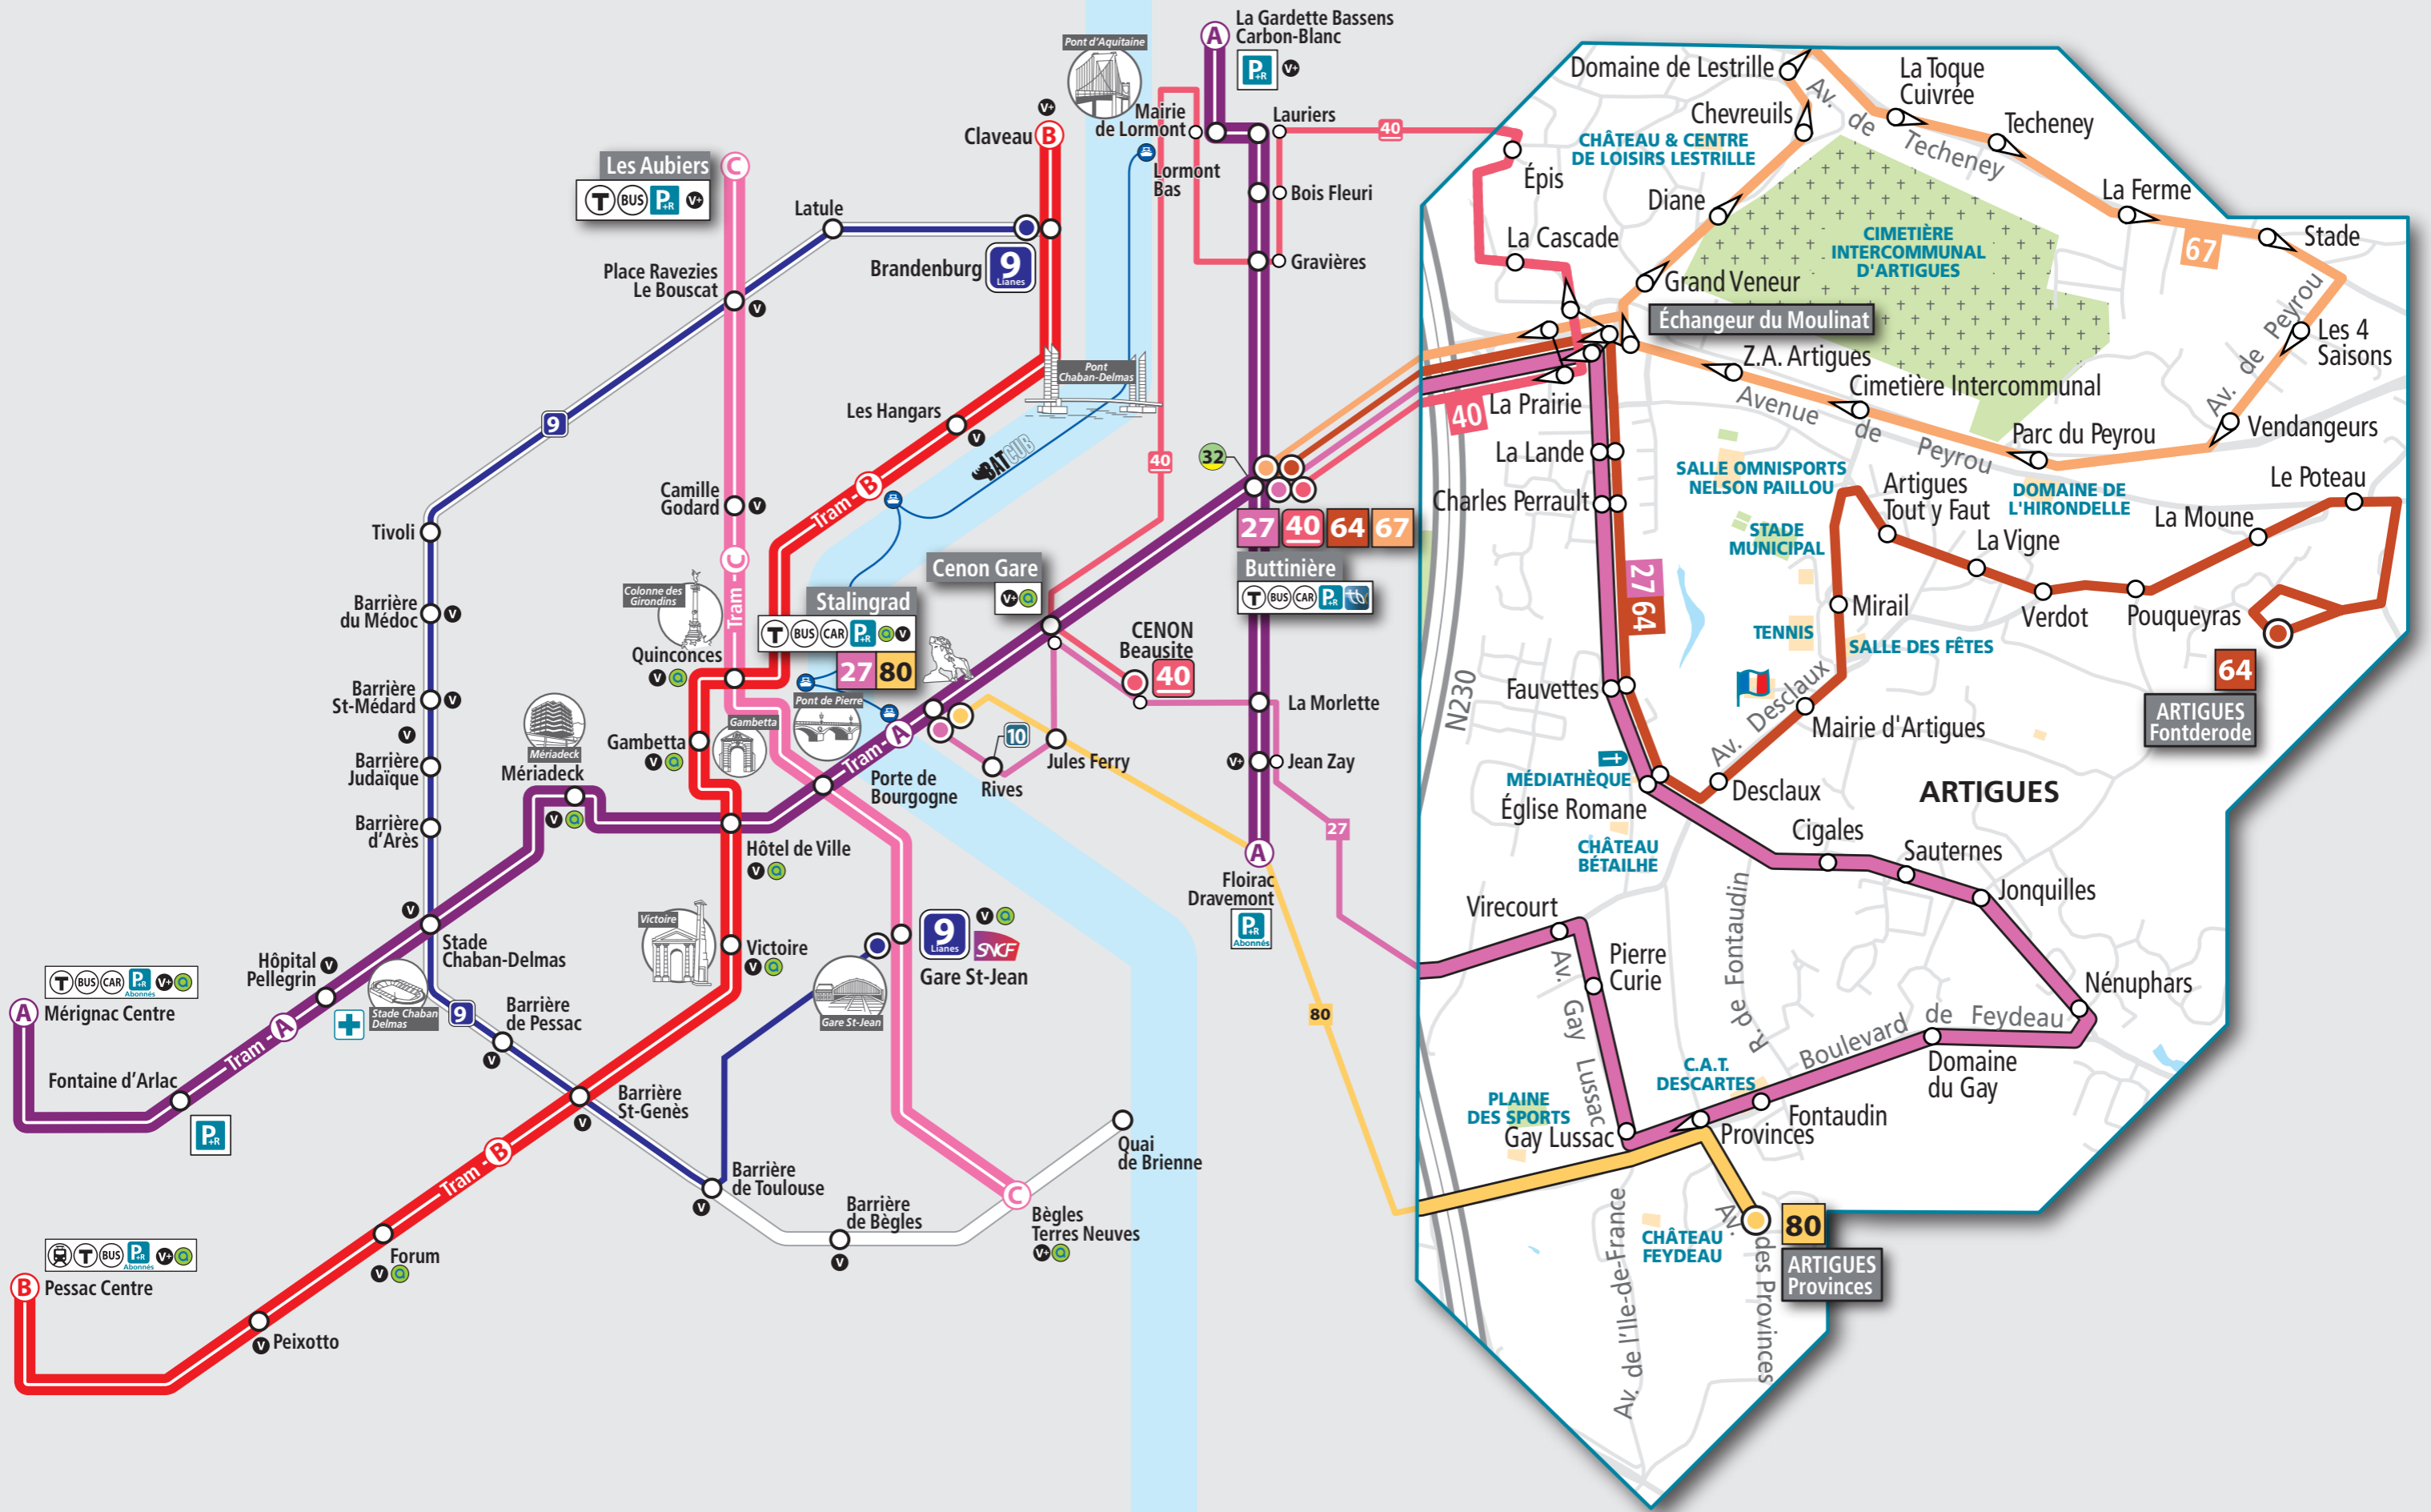 La Gardette Bassens
Carbon-Blanc
A
P+R
V+
Pont d'Aquitaine
V+
Claveau
B
Mairie
de Lormont
Lauriers
40
Lormont
Bas
Bois Fleuri
Gravières
Les Aubiers
C
T BUS P+R V+
Latule
Brandenburg
9
Lianes
Place Ravezies
Le Bouscat
V
9
Les Hangars
V
Pont
Chaban-Delmas
BATCUB
40
32
Camille
Godard
V
Tram - B
Tram - C
Tivoli
Colonne des
Girondins
Stalingrad
T BUS CAR P+R V
27 80
Cenon Gare
V+
27 40 64 67
Buttinière
T BUS CAR P+R
CENON
Beausite
40
Barrière
du Médoc
V
Quinconces
V
Barrière
St-Médard
V
V
Mériadeck
Mériadeck
V
Gambetta
V
Gambetta
Pont de Pierre
Tram - A
10
Jules Ferry
Rives
Porte de
Bourgogne
La Morlette
V+
Jean Zay
Barrière
Judaïque
Barrière
d'Arès
27
Hôtel de Ville
V
A
Floirac
Dravemont
P+R
Abonnés
Victoire
Victoire
V
9
Lianes
V
SNCF
Gare St-Jean
Gare St-Jean
V
Stade
Chaban-Delmas
Hôpital
Pellegrin
V
Stade Chaban
Delmas
9
Barrière
de Pessac
V
T BUS CAR P+R V+
Abonnés
A
Mérignac Centre
Tram - A
Fontaine d'Arlac
P+R
80
Barrière
St-Genès
V
Tram - B
Barrière
de Toulouse
V
Quai
de Brienne
C
Bègles
Terres Neuves
V+
Barrière
de Bègles
V
T BUS P+R V+
Abonnés
B
Pessac Centre
Forum
V
Peixotto
V
Domaine de Lestrille
La Toque
Cuivrée
Chevreuils
Av. de Techeney
Techeney
CHÂTEAU & CENTRE
DE LOISIRS LESTRILLE
Épis
Diane
La Ferme
CIMETIÈRE
INTERCOMMUNAL
D'ARTIGUES
67
Stade
La Cascade
Grand Veneur
Échangeur du Moulinat
Les 4
Saisons
Av. de Peyrou
Z.A. Artigues
Cimetière Intercommunal
La Prairie
40
Avenue de Peyrou
Parc du Peyrou
Vendangeurs
La Lande
SALLE OMNISPORTS
NELSON PAILLOU
Artigues
Tout y Faut
DOMAINE DE
L'HIRONDELLE
Le Poteau
Charles Perrault
STADE
MUNICIPAL
La Vigne
La Moune
27
64
Mirail
Verdot
Pouqueyras
TENNIS
SALLE DES FÊTES
64
ARTIGUES
Fontderode
N230
Fauvettes
Av. Desclaux
Mairie d'Artigues
MÉDIATHÈQUE
Desclaux
ARTIGUES
Église Romane
CHÂTEAU
BÉTAILHE
Cigales
Sauternes
Jonquilles
Virecourt
Pierre
Curie
R. de Fontaudin
Nénuphars
Av. Gay Lussac
Boulevard de Feydeau
Domaine
du Gay
C.A.T.
DESCARTES
PLAINE
DES SPORTS
Fontaudin
Gay Lussac
Provinces
80
ARTIGUES
Provinces
CHÂTEAU
FEYDEAU
Av. de l'Ile-de-France
Av. des Provinces